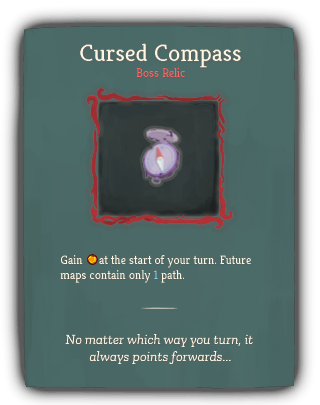 Cursed Compass
Boss Relic
Gain at the start of your turn. Future
maps contain only 1 path.
No matter which way you turn, it
always points forwards...